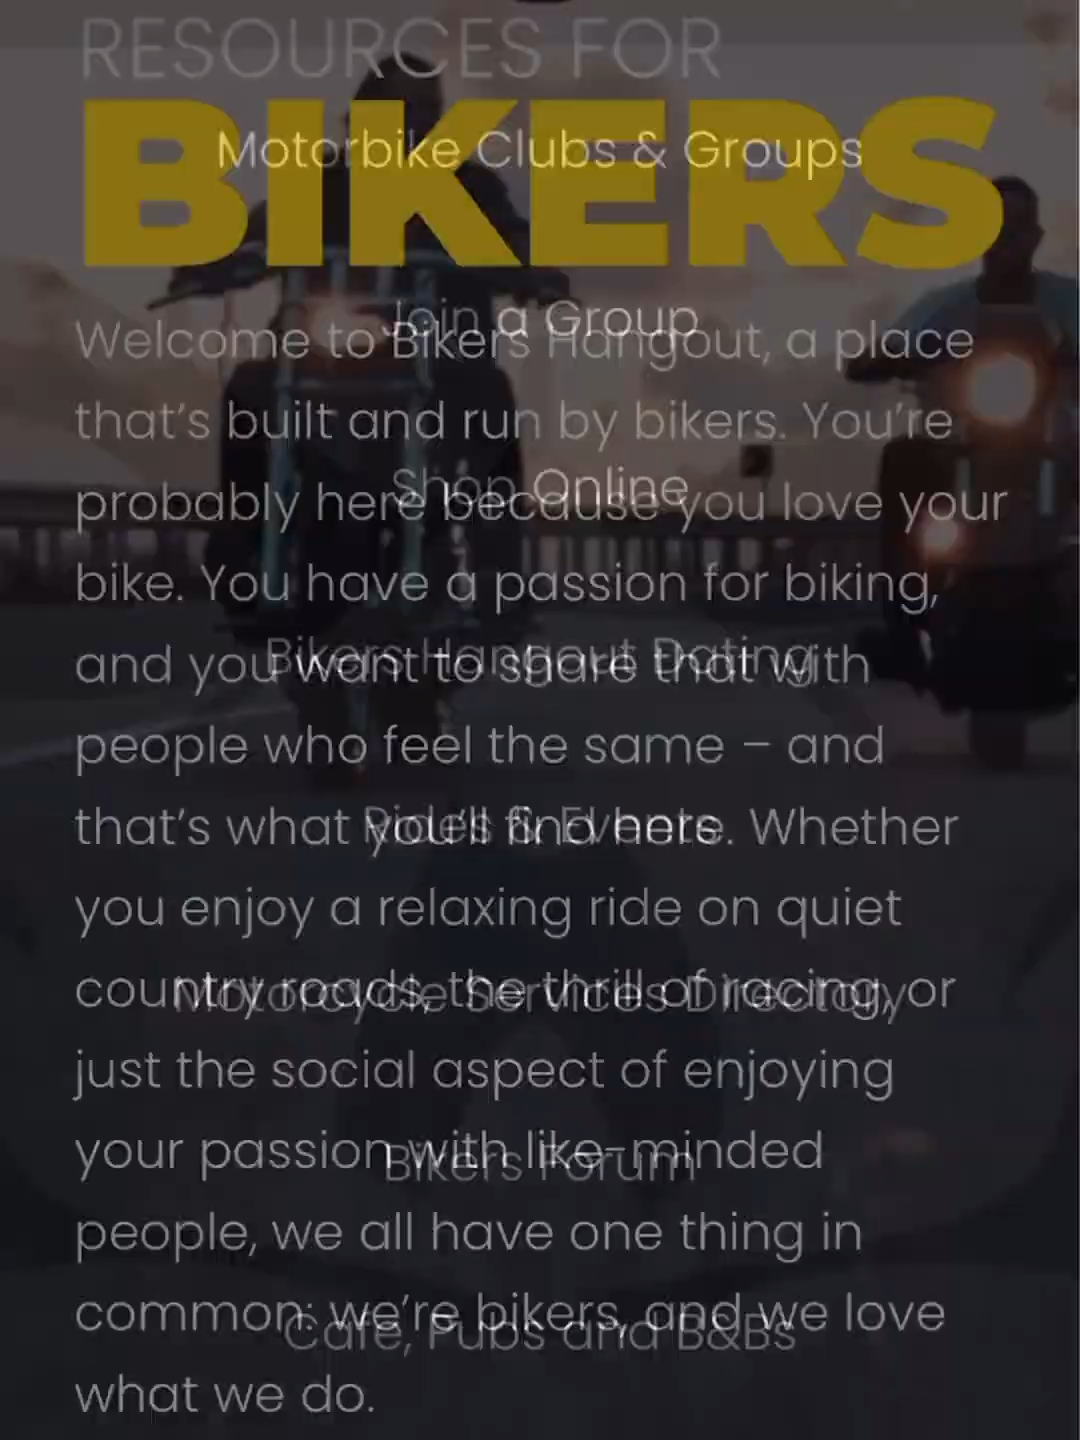 RESOURCES FOR
BIKERS
Motorbike Clubs & Groups
Join a Group
Welcome to Bikers Hangout, a place
that’s built and run by bikers. You’re
Shop Online
probably here because you love your
bike. You have a passion for biking,
Bikers Hangout Dating
and you want to share that with
people who feel the same – and
Rides & Events
that’s what you’ll find here. Whether
you enjoy a relaxing ride on quiet
Motorcycle Services Directory
country roads, the thrill of racing, or
just the social aspect of enjoying
your passion with like-minded
Bikers Forum
people, we all have one thing in
common: we’re bikers, and we love
Cafe, Pubs and B&Bs
what we do.